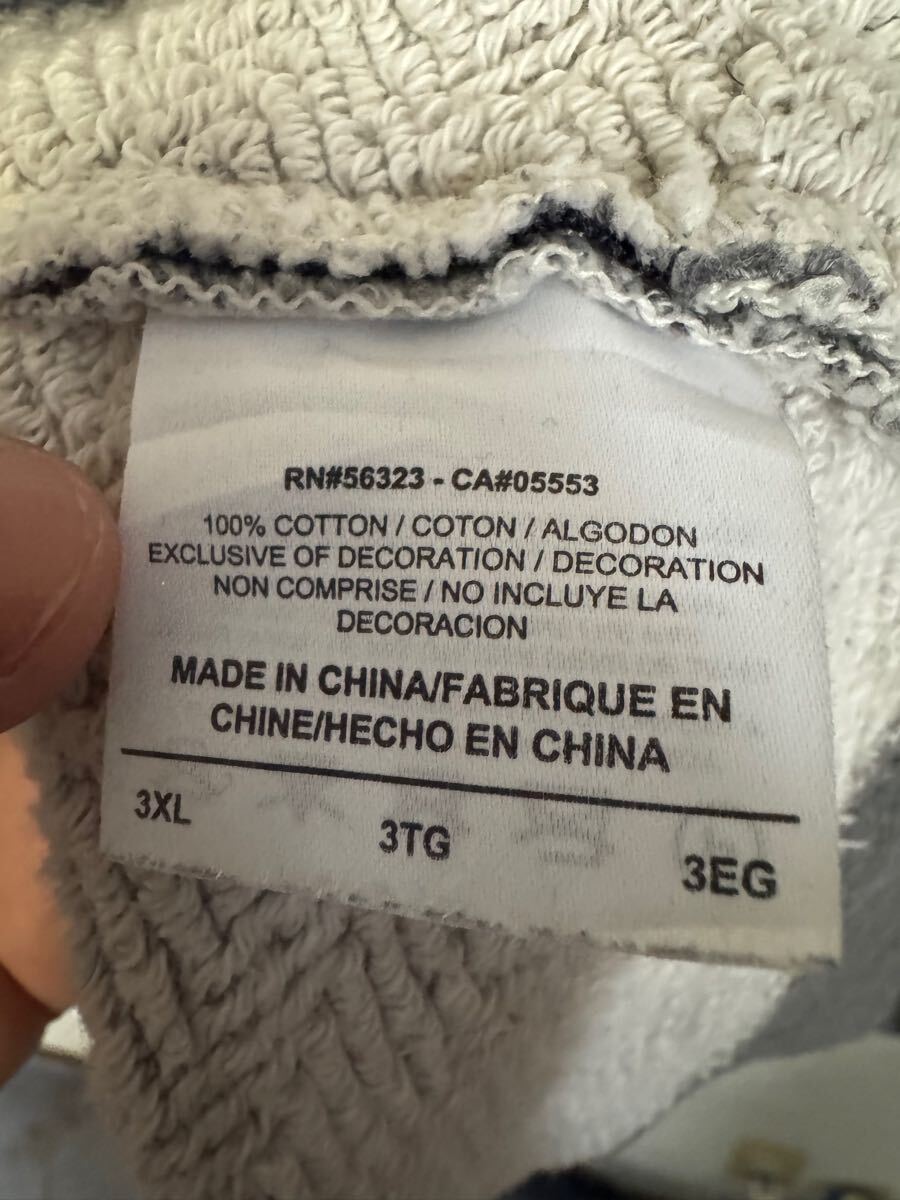 RN#56323 - CA#05553
100% COTTON / COTON / ALGODON
EXCLUSIVE OF DECORATION / DECORATION
NON COMPRISE / NO INCLUYE LA
DECORACION
MADE IN CHINA/FABRIQUE EN
CHINE/HECHO EN CHINA
3XL 3TG 3EG